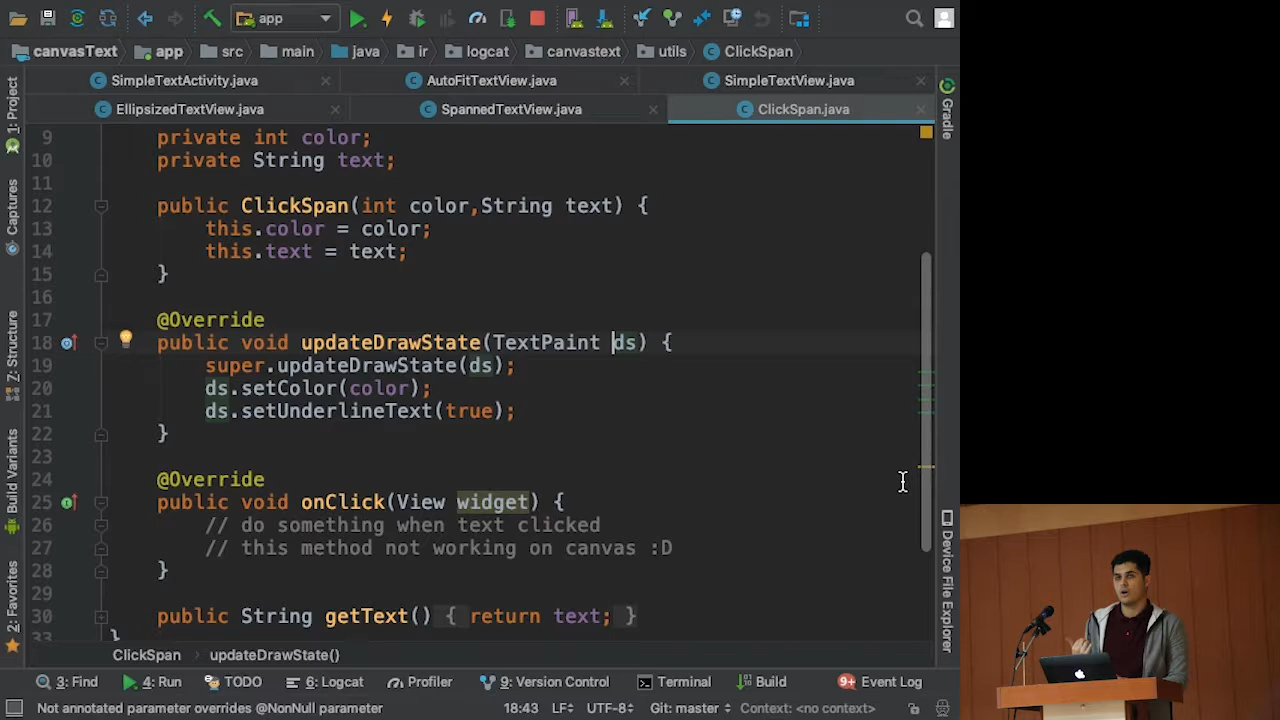 app
canvasText app src main java ir logcat canvastext utils ClickSpan
SimpleTextActivity.java AutoFitTextView.java SimpleTextView.java
EllipsizedTextView.java SpannedTextView.java ClickSpan.java
1: Project
Captures
Z: Structure
Build Variants
2: Favorites
9 private int color;
10 private String text;
11
12 public ClickSpan(int color,String text) {
13 this.color = color;
14 this.text = text;
15 }
16
17 @Override
18 public void updateDrawState(TextPaint ds) {
19 super.updateDrawState(ds);
20 ds.setColor(color);
21 ds.setUnderlineText(true);
22 }
23
24 @Override
25 public void onClick(View widget) {
26 // do something when text clicked
27 // this method not working on canvas :D
28 }
29
30 public String getText() { return text; }
33 }
Gradle
Device File Explorer
ClickSpan updateDrawState()
3: Find 4: Run TODO 6: Logcat Profiler 9: Version Control Terminal Build 9+ Event Log
Not annotated parameter overrides @NonNull parameter 18:43 LF UTF-8 Git: master Context: <no context>